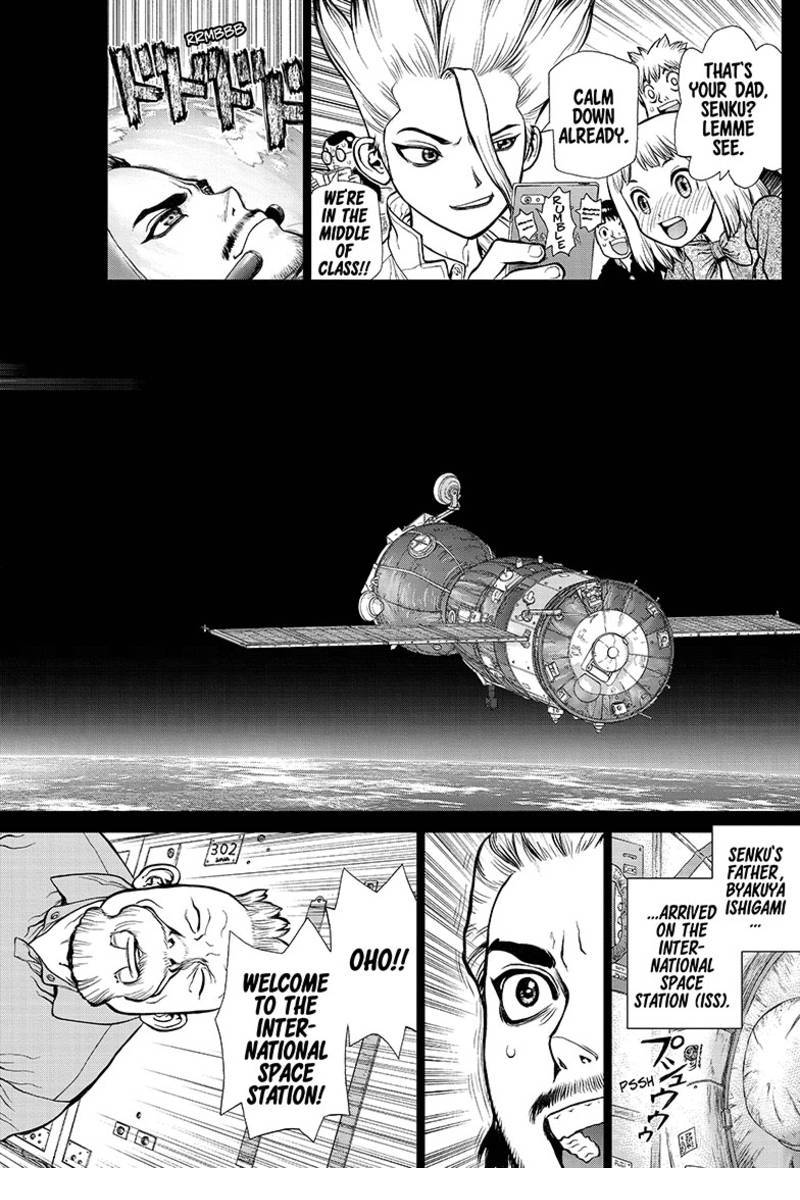 THAT'S
YOUR DAD,
SENKU?
LEMME
SEE.
CALM
DOWN
ALREADY.
RUMBLE
WE'RE
IN THE
MIDDLE
OF
CLASS!!
RRMBBB
ドドドド
SENKU'S
FATHER,
BYAKUYA
ISHIGAMI
...
...ARRIVED
ON THE
INTER-
NATIONAL
SPACE
STATION (ISS).
プシュウゥゥ
PSSH
OHO!!
WELCOME
TO THE
INTER-
NATIONAL
SPACE
STATION!
302